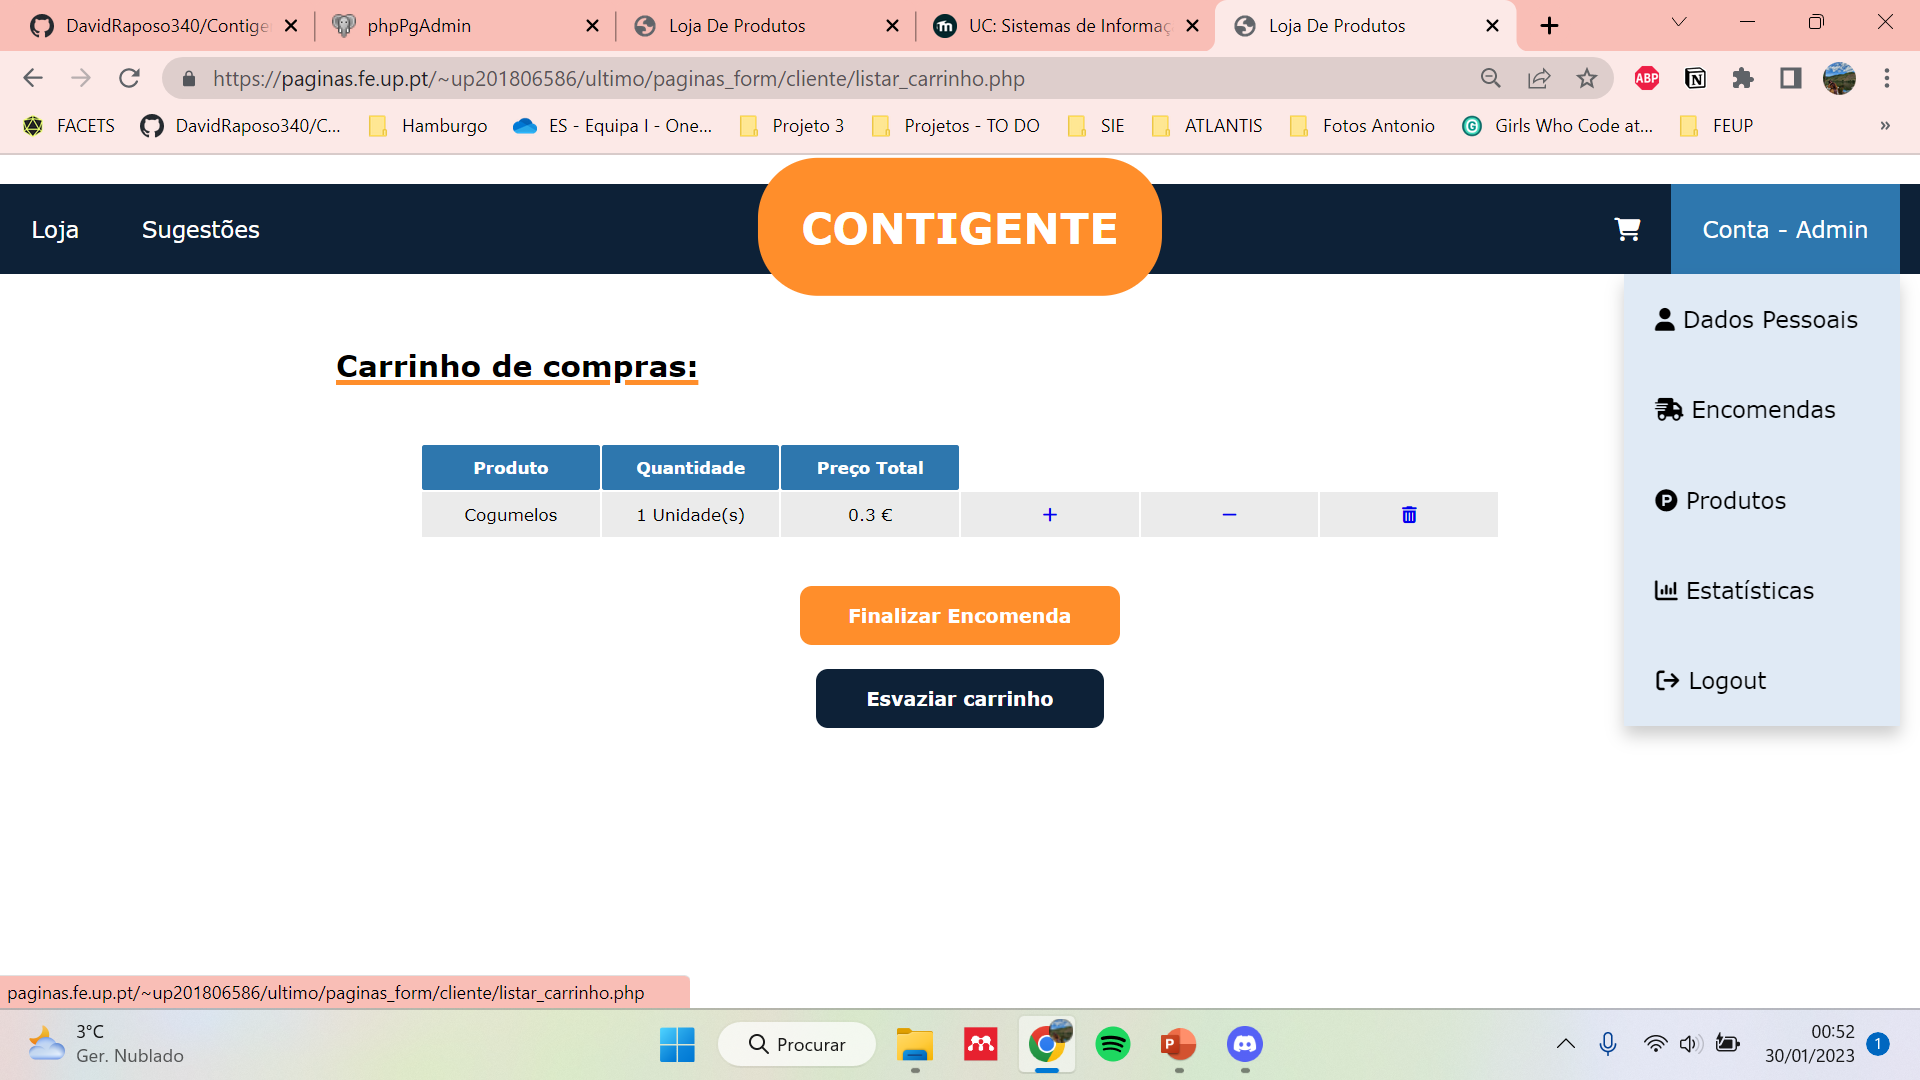 DavidRaposo340/Contige
phpPgAdmin
Loja De Produtos
UC: Sistemas de Informaç
Loja De Produtos
https://paginas.fe.up.pt/~up201806586/ultimo/paginas_form/cliente/listar_carrinho.php
ABP
FACETS
DavidRaposo340/C...
Hamburgo
ES - Equipa I - One...
Projeto 3
Projetos - TO DO
SIE
ATLANTIS
Fotos Antonio
Girls Who Code at...
FEUP
»
Loja
Sugestões
CONTIGENTE
Conta - Admin
Dados Pessoais
Encomendas
Produtos
Estatísticas
Logout
Carrinho de compras:
Produto Quantidade Preço Total
Cogumelos 1 Unidade(s) 0.3 € + −
Finalizar Encomenda
Esvaziar carrinho
paginas.fe.up.pt/~up201806586/ultimo/paginas_form/cliente/listar_carrinho.php
3°C
Ger. Nublado
Procurar
00:52
30/01/2023
1